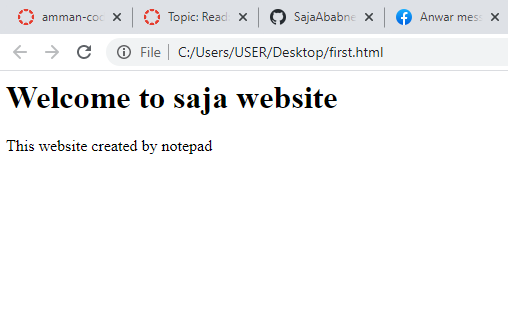 amman-coc
Topic: Read
SajaAbabne
Anwar mess
File C:/Users/USER/Desktop/first.html
Welcome to saja website
This website created by notepad